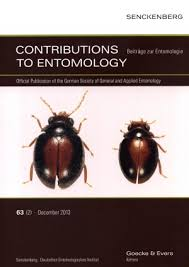 SENCKENBERG
CONTRIBUTIONS Beiträge zur Entomologie
TO ENTOMOLOGY
Official Publication of the German Society of General and Applied Entomology
63 (2) · December 2013
Goecke & Evers
Senckenberg Deutsches Entomologisches Institut Keltern